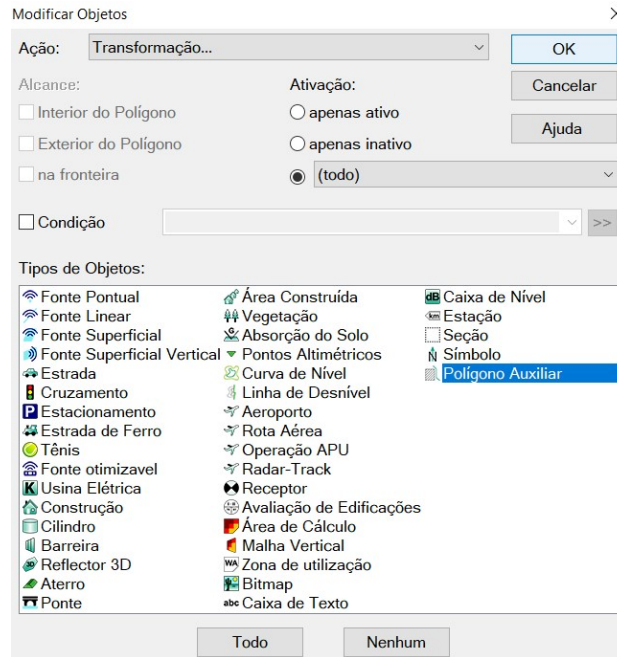 Modificar Objetos
Ação: Transformação... OK
Alcance: Ativação: Cancelar
Interior do Polígono apenas ativo
Ajuda
Exterior do Polígono apenas inativo
na fronteira (todo)
Condição >>
Tipos de Objetos:
Fonte Pontual Área Construída dB Caixa de Nível
Fonte Linear Vegetação km Estação
Fonte Superficial Absorção do Solo Seção
Fonte Superficial Vertical Pontos Altimétricos N Símbolo
Estrada Curva de Nível Polígono Auxiliar
Cruzamento Linha de Desnível
P Estacionamento Aeroporto
Estrada de Ferro Rota Aérea
Tênis Operação APU
Fonte otimizavel Radar-Track
K Usina Elétrica Receptor
Construção Avaliação de Edificações
Cilindro Área de Cálculo
Barreira Malha Vertical
3D Reflector 3D WA Zona de utilização
Aterro Bitmap
Ponte abc Caixa de Texto
Todo Nenhum